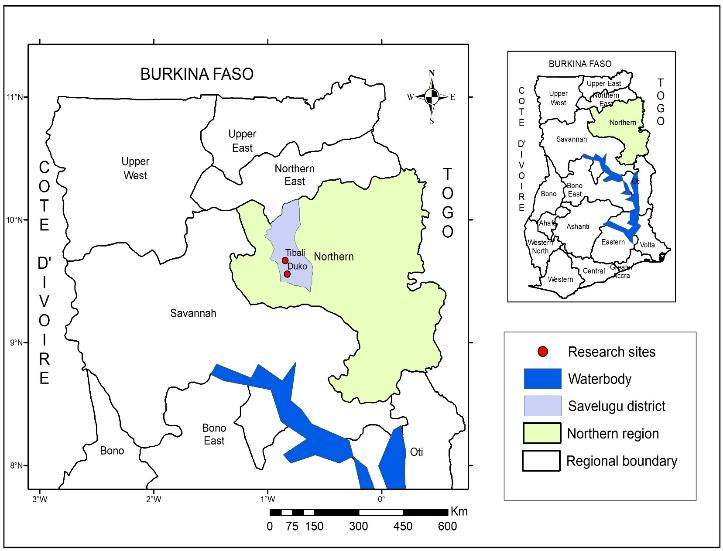 BURKINA FASO
N
W E
S
11°N
10°N
9°N
8°N
3°W
2°W
1°W
0°
COTE D'IVOIRE
TOGO
Upper
West
Upper
East
Northern
East
Northern
Tibali
Duko
Savannah
Bono
Bono
East
Oti
0 75 150 300 450 600
Km
BURKINA FASO
COTE D'IVOIRE
TOGO
Upper East
Upper
West
Northern
East
Northern
Savannah
Bono
Bono
East
Ashanti
Western
North
Eastern
Volta
Central
Greater
Accra
Western
Research sites
Waterbody
Savelugu district
Northern region
Regional boundary